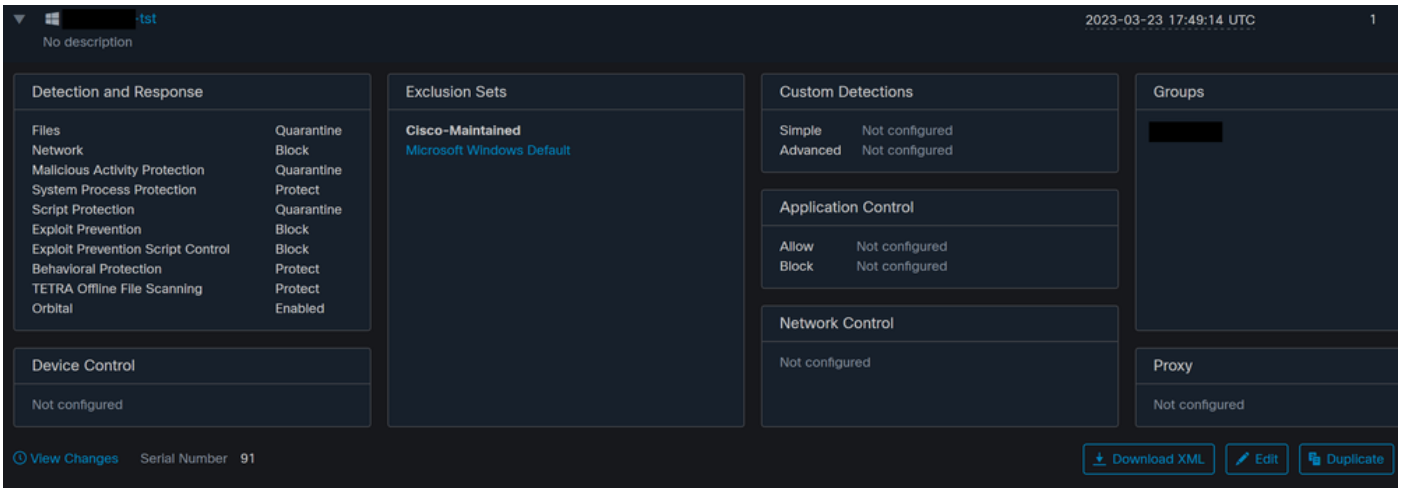 -tst 2023-03-23 17:49:14 UTC 1
No description
Detection and Response
Files Quarantine
Network Block
Malicious Activity Protection Quarantine
System Process Protection Protect
Script Protection Quarantine
Exploit Prevention Block
Exploit Prevention Script Control Block
Behavioral Protection Protect
TETRA Offline File Scanning Protect
Orbital Enabled
Device Control
Not configured
Exclusion Sets
Cisco-Maintained
Microsoft Windows Default
Custom Detections
Simple Not configured
Advanced Not configured
Application Control
Allow Not configured
Block Not configured
Network Control
Not configured
Groups
Proxy
Not configured
View Changes Serial Number 91 Download XML Edit Duplicate